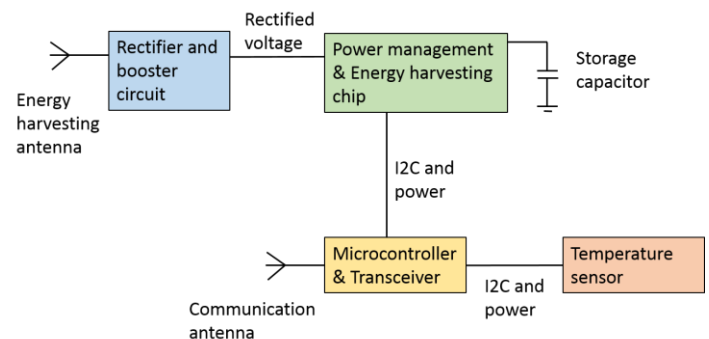 Rectified
voltage
Rectifier and
booster
circuit
Power management
& Energy harvesting
chip
Storage
capacitor
Energy
harvesting
antenna
I2C and
power
Microcontroller
& Transceiver
Temperature
sensor
I2C and
power
Communication
antenna